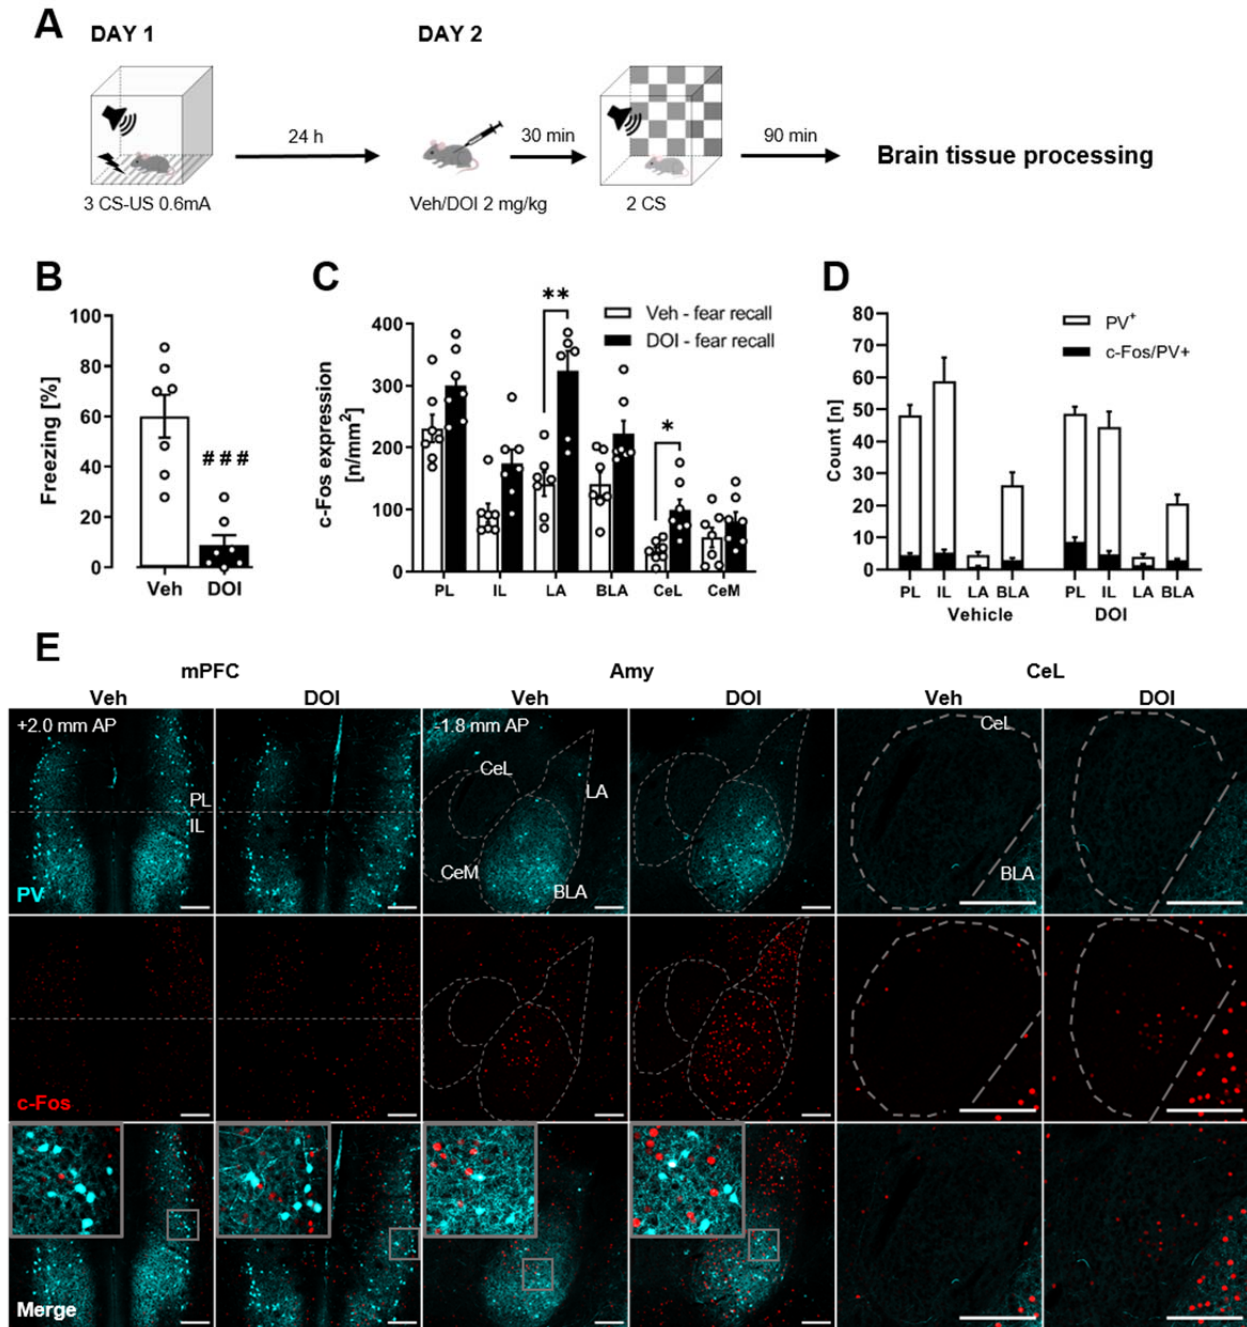 A
DAY 1
DAY 2
24 h
30 min
90 min
Brain tissue processing
3 CS-US 0.6mA
Veh/DOI 2 mg/kg
2 CS
B
Freezing [%]
100
80
60
40
20
0
###
Veh
DOI
C
c-Fos expression
[n/mm²]
400
300
200
100
0
**
*
Veh - fear recall
DOI - fear recall
PL
IL
LA
BLA
CeL
CeM
D
Count [n]
80
70
60
50
40
30
20
10
0
PV⁺
c-Fos/PV+
PL
IL
LA
BLA
PL
IL
LA
BLA
Vehicle
DOI
E
mPFC
Amy
CeL
Veh
DOI
Veh
DOI
Veh
DOI
+2.0 mm AP
PL
IL
PV
-1.8 mm AP
CeL
LA
CeM
BLA
CeL
BLA
c-Fos
Merge